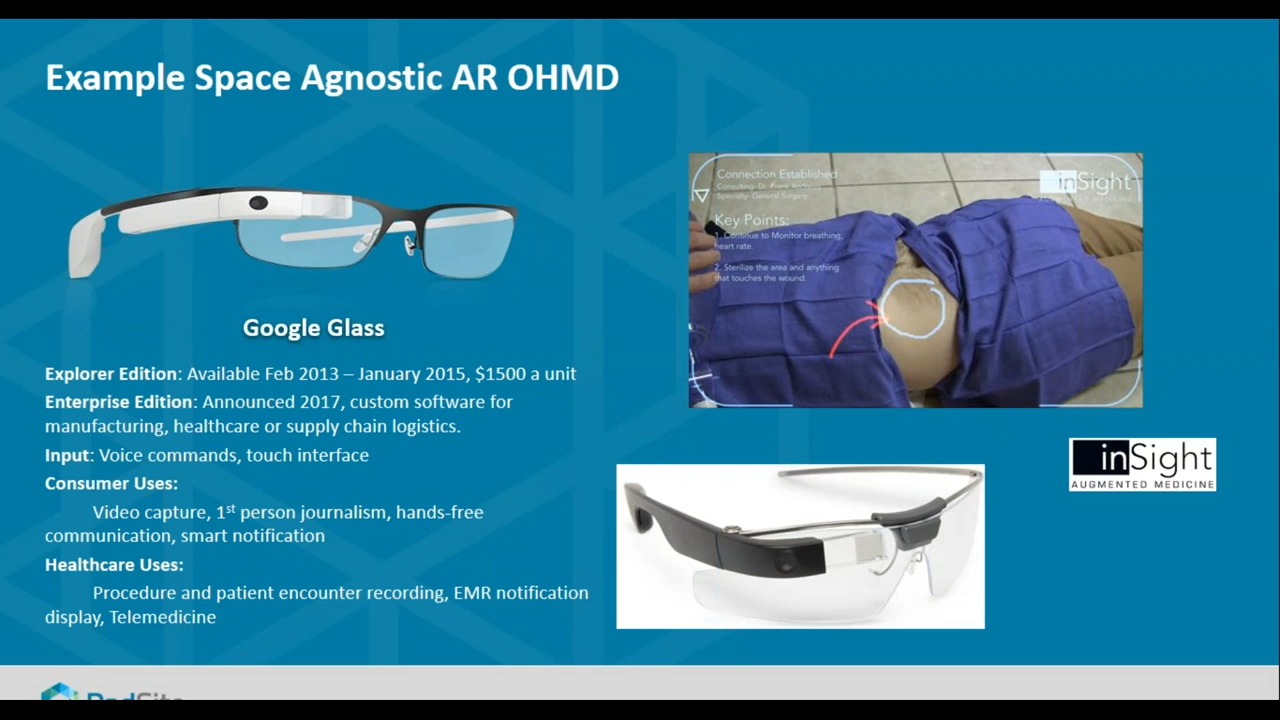 Example Space Agnostic AR OHMD
Google Glass
Explorer Edition: Available Feb 2013 – January 2015, $1500 a unit
Enterprise Edition: Announced 2017, custom software for
manufacturing, healthcare or supply chain logistics.
Input: Voice commands, touch interface
Consumer Uses:
Video capture, 1st person journalism, hands-free
communication, smart notification
Healthcare Uses:
Procedure and patient encounter recording, EMR notification
display, Telemedicine
Connection Established
Consulting: Dr. Frank
Specialty: General Surgery
Key Points:
1. Continue to Monitor breathing,
heart rate.
2. Sterilize the area and anything
that touches the wound.
inSight
inSight
AUGMENTED MEDICINE